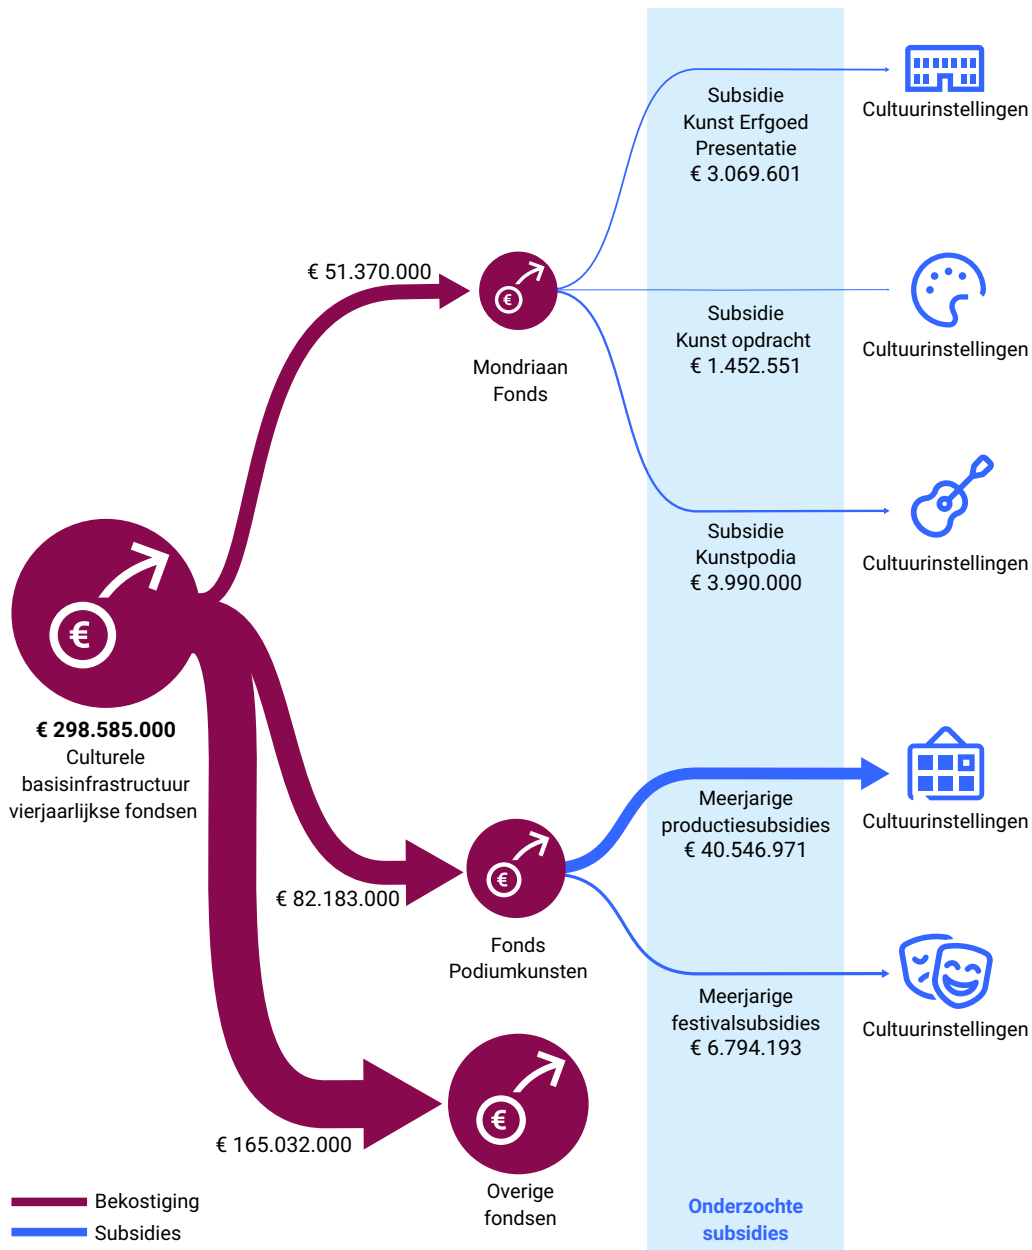 Subsidie
Kunst Erfgoed
Presentatie
€ 3.069.601
Cultuurinstellingen
€ 51.370.000
Mondriaan
Fonds
Subsidie
Kunst opdracht
€ 1.452.551
Cultuurinstellingen
Subsidie
Kunstpodia
€ 3.990.000
Cultuurinstellingen
€
€ 298.585.000
Culturele
basisinfrastructuur
vierjaarlijkse fondsen
€
€ 82.183.000
Fonds
Podiumkunsten
Meerjarige
productiesubsidies
€ 40.546.971
Cultuurinstellingen
€
Meerjarige
festivalsubsidies
€ 6.794.193
Cultuurinstellingen
€ 165.032.000
€
Overige
fondsen
Bekostiging
Subsidies
Onderzochte
subsidies